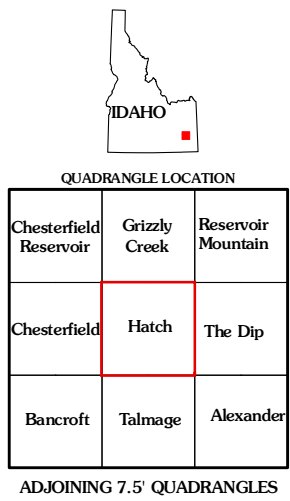 IDAHO
QUADRANGLE LOCATION
Chesterfield
Reservoir
Grizzly
Creek
Reservoir
Mountain
Chesterfield
Hatch
The Dip
Bancroft
Talmage
Alexander
ADJOINING 7.5' QUADRANGLES